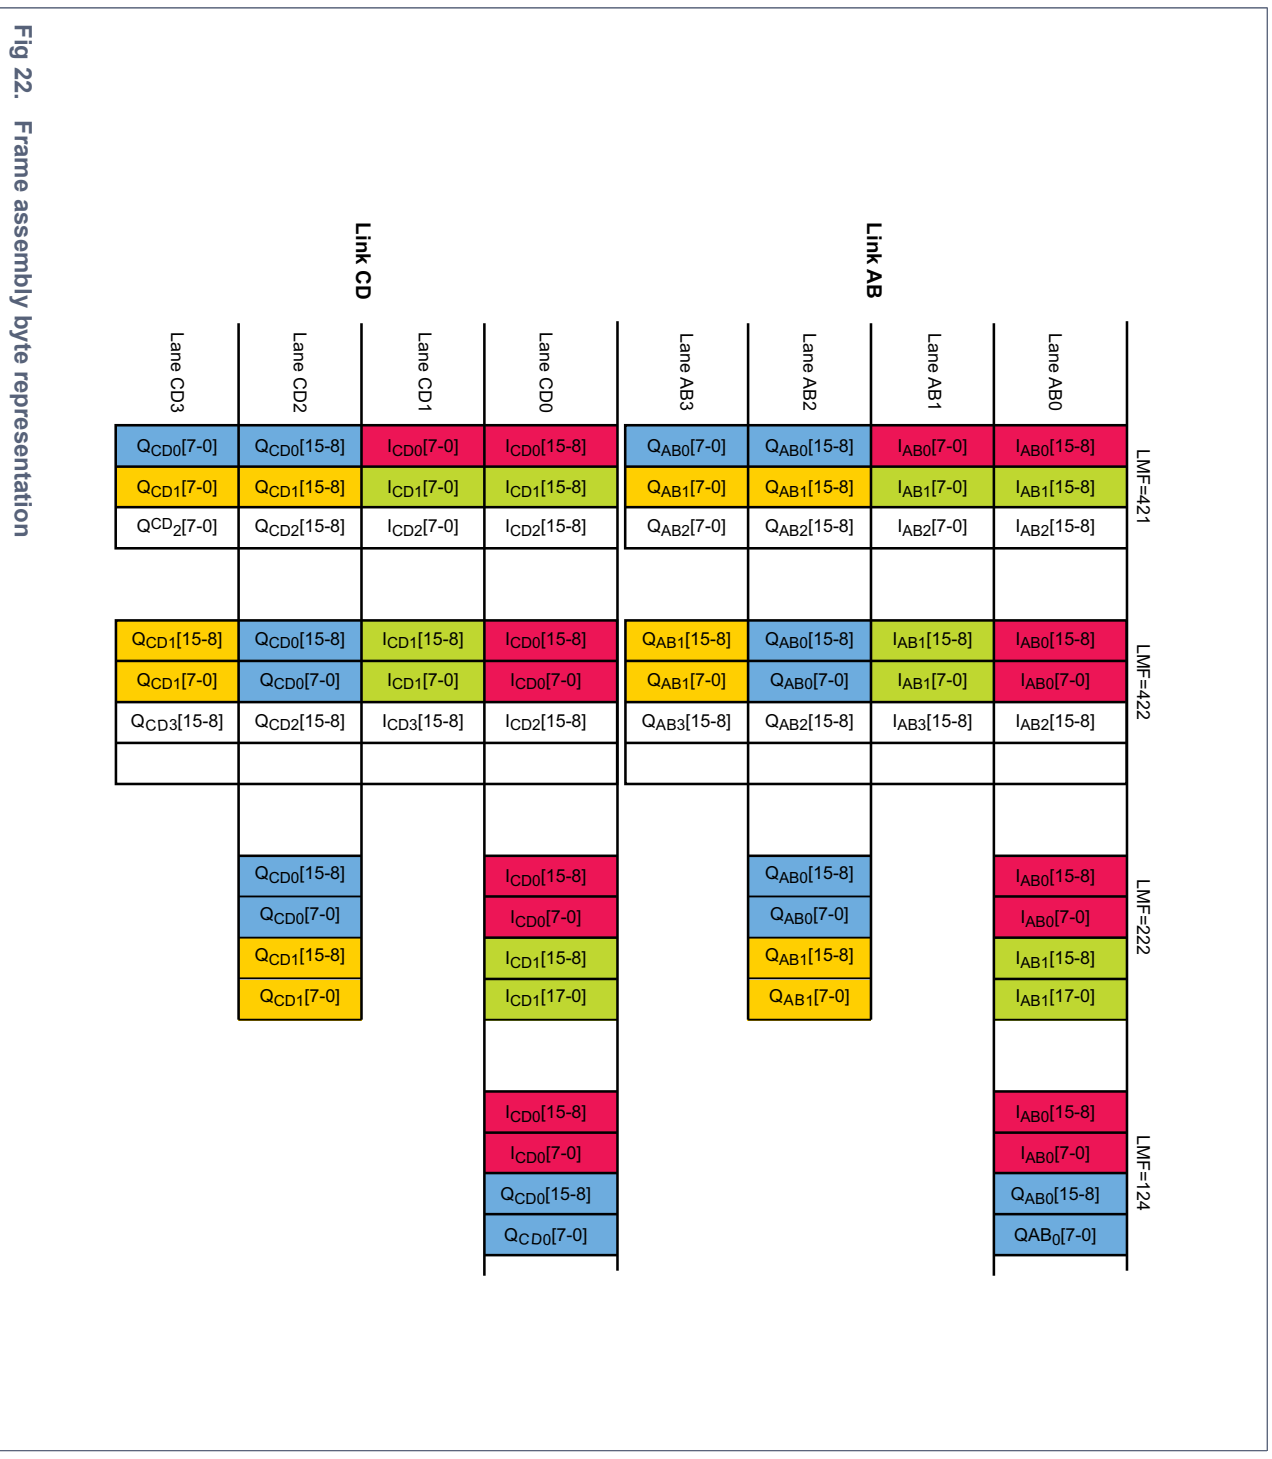 LMF=421
LMF=422
LMF=222
LMF=124
Link AB
Lane AB0
IAB0[15-8]
IAB1[15-8]
IAB2[15-8]
IAB0[15-8]
IAB0[7-0]
IAB2[15-8]
IAB0[15-8]
IAB0[7-0]
IAB1[15-8]
IAB1[17-0]
IAB0[15-8]
IAB0[7-0]
QAB0[15-8]
QAB0[7-0]
Lane AB1
IAB0[7-0]
IAB1[7-0]
IAB2[7-0]
IAB1[15-8]
IAB1[7-0]
IAB3[15-8]
Lane AB2
QAB0[15-8]
QAB1[15-8]
QAB2[15-8]
QAB0[15-8]
QAB0[7-0]
QAB2[15-8]
QAB0[15-8]
QAB0[7-0]
QAB1[15-8]
QAB1[7-0]
Lane AB3
QAB0[7-0]
QAB1[7-0]
QAB2[7-0]
QAB1[15-8]
QAB1[7-0]
QAB3[15-8]
Link CD
Lane CD0
ICD0[15-8]
ICD1[15-8]
ICD2[15-8]
ICD0[15-8]
ICD0[7-0]
ICD2[15-8]
ICD0[15-8]
ICD0[7-0]
ICD1[15-8]
ICD1[17-0]
ICD0[15-8]
ICD0[7-0]
QCD0[15-8]
QCD0[7-0]
Lane CD1
ICD0[7-0]
ICD1[7-0]
ICD2[7-0]
ICD1[15-8]
ICD1[7-0]
ICD3[15-8]
Lane CD2
QCD0[15-8]
QCD1[15-8]
QCD2[15-8]
QCD0[15-8]
QCD0[7-0]
QCD2[15-8]
QCD0[15-8]
QCD0[7-0]
QCD1[15-8]
QCD1[7-0]
Lane CD3
QCD0[7-0]
QCD1[7-0]
QCD2[7-0]
QCD1[15-8]
QCD1[7-0]
QCD3[15-8]
Fig 22. Frame assembly byte representation